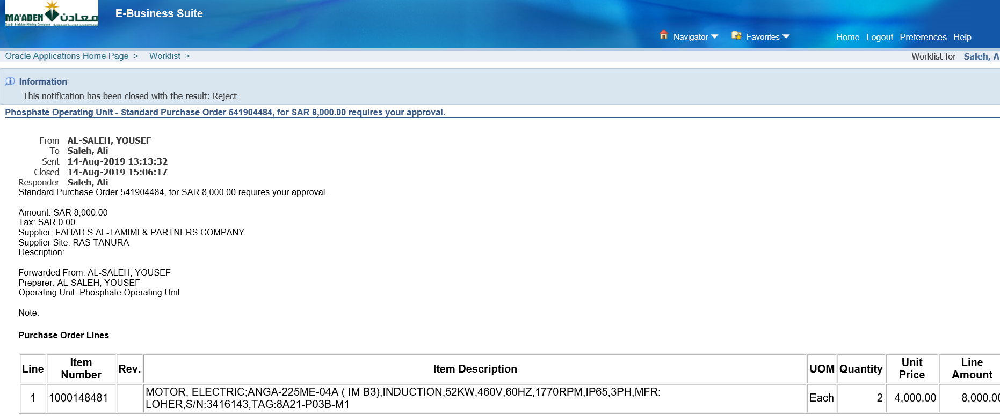 MA'ADEN معادن
Saudi Arabian Mining Company
E-Business Suite
Navigator Favorites Home Logout Preferences Help
Oracle Applications Home Page > Worklist > Worklist for Saleh, A
Information
This notification has been closed with the result: Reject
Phosphate Operating Unit - Standard Purchase Order 541904484, for SAR 8,000.00 requires your approval.
From AL-SALEH, YOUSEF
To Saleh, Ali
Sent 14-Aug-2019 13:13:32
Closed 14-Aug-2019 15:06:17
Responder Saleh, Ali
Standard Purchase Order 541904484, for SAR 8,000.00 requires your approval.
Amount: SAR 8,000.00
Tax: SAR 0.00
Supplier: FAHAD S AL-TAMIMI & PARTNERS COMPANY
Supplier Site: RAS TANURA
Description:
Forwarded From: AL-SALEH, YOUSEF
Preparer: AL-SALEH, YOUSEF
Operating Unit: Phosphate Operating Unit
Note:
Purchase Order Lines
Line Item Number Rev. Item Description UOM Quantity Unit Price Line Amount
1 1000148481 MOTOR, ELECTRIC;ANGA-225ME-04A ( IM B3),INDUCTION,52KW,460V,60HZ,1770RPM,IP65,3PH,MFR:
LOHER,S/N:3416143,TAG:8A21-P03B-M1 Each 2 4,000.00 8,000.00